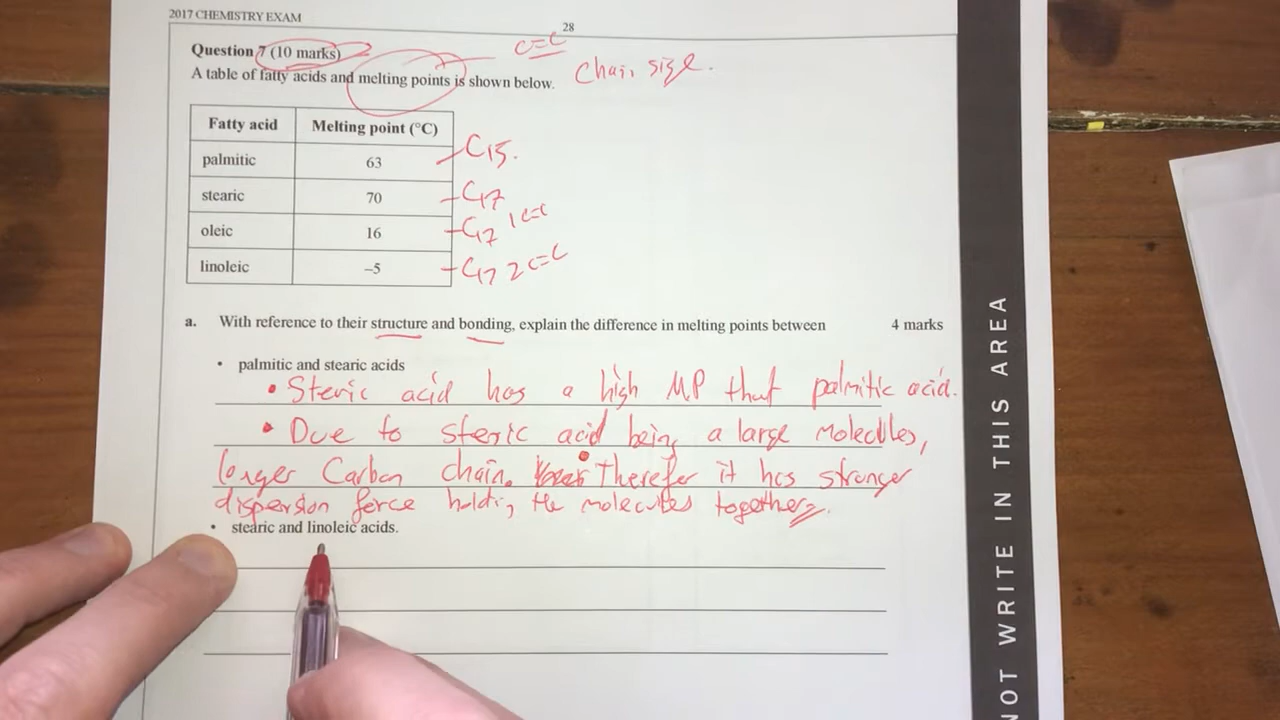 2017 CHEMISTRY EXAM
28
Question 7 (10 marks)
C=C
Chain size.
A table of fatty acids and melting points is shown below.
Fatty acid Melting point (°C)
palmitic 63 C15.
stearic 70 C17
oleic 16 C17 1C=C
linoleic –5 C17 2C=C
a. With reference to their structure and bonding, explain the difference in melting points between 4 marks
• palmitic and stearic acids
• Steric acid has a high MP that palmitic acid.
• Due to steric acid being a large molecules,
longer Carbon chain. therefer it has stronger
dispersion force holding the molecules together.
• stearic and linoleic acids.
NOT WRITE IN THIS AREA